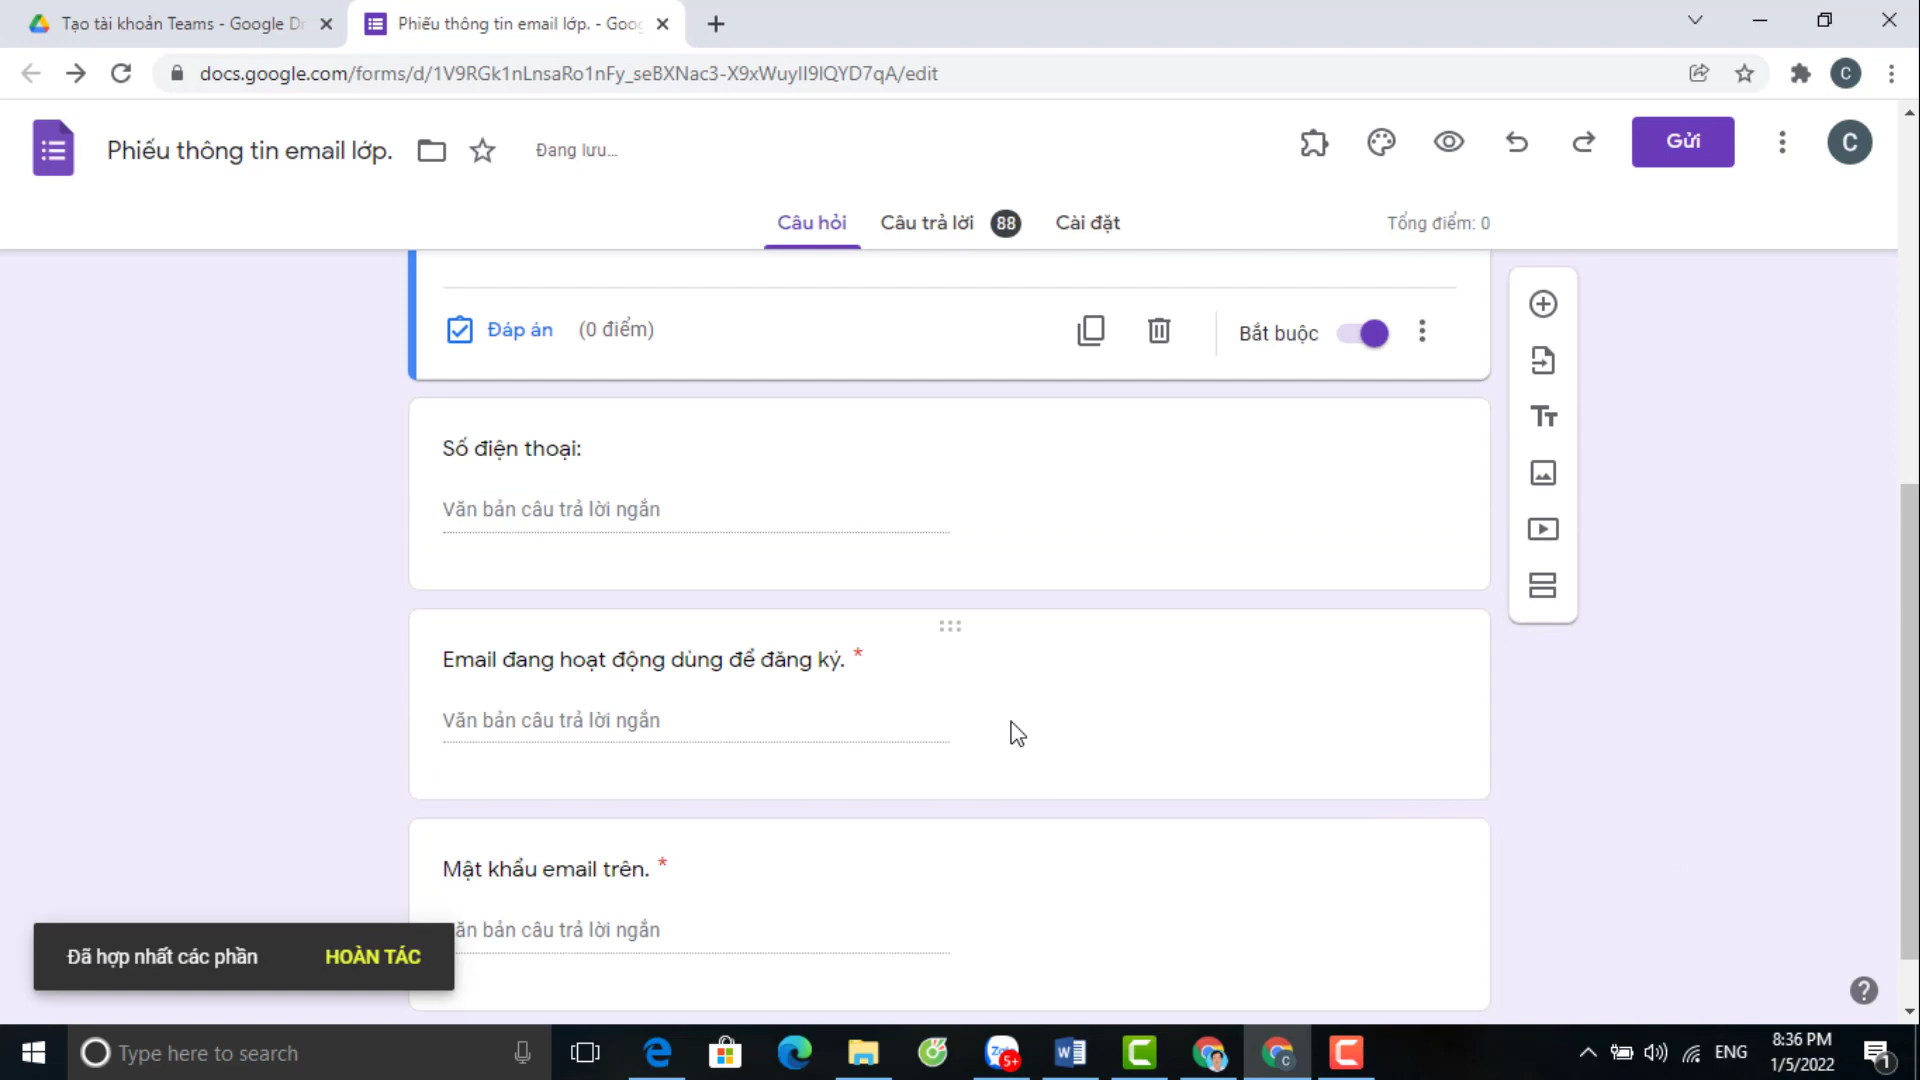 Tạo tài khoản Teams - Google Dr
Phiếu thông tin email lớp. - Goog
docs.google.com/forms/d/1V9RGk1nLnsaRo1nFy_seBXNac3-X9xWuyII9IQYD7qA/edit
C
Phiếu thông tin email lớp.
Đang lưu...
Gửi
C
Câu hỏi
Câu trả lời 88
Cài đặt
Tổng điểm: 0
Đáp án
(0 điểm)
Bắt buộc
Số điện thoại:
Văn bản câu trả lời ngắn
Email đang hoạt động dùng để đăng ký. *
Văn bản câu trả lời ngắn
Mật khẩu email trên. *
ăn bản câu trả lời ngắn
Đã hợp nhất các phần
HOÀN TÁC
Type here to search
5+
ENG
8:36 PM
1/5/2022
1